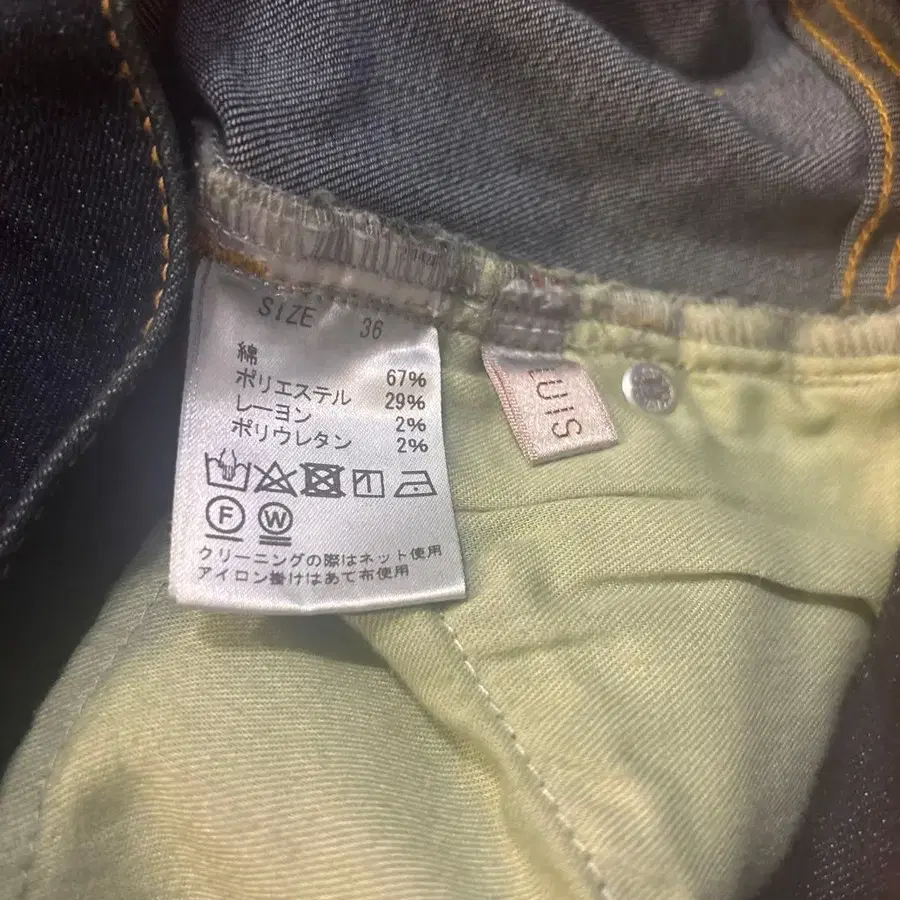 SIZE 36
綿 67%
ポリエステル 29%
レーヨン 2%
ポリウレタン 2%
F W
クリーニングの際はネット使用
アイロン掛けはあて布使用